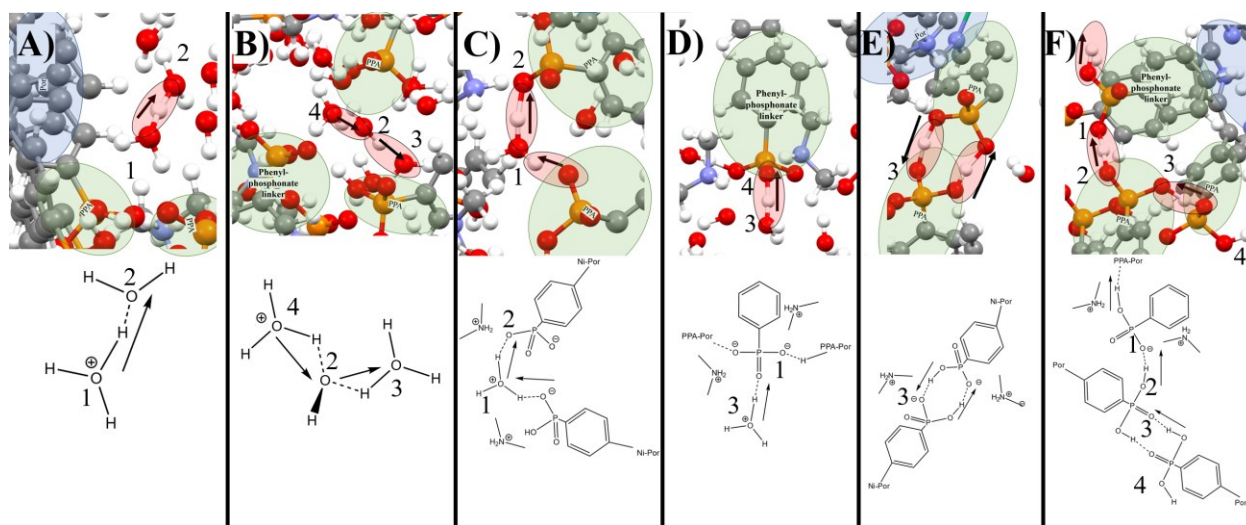 A)
2
Por
1
PPA
PPA
2
H
H
O
H
⊕
H
O
1
H
B)
PPA
4
2
3
Phenyl-
phosphonate
linker
PPA
H
4
⊕
O
H
H
2
O
H
O
H
H
3
C)
PPA
2
1
PPA
Ni-Por
2
O
O
P
O⊖
⊕
NH₂
H
H
O
⊕
H
1
O⊖
P
HO
O
H₂N
⊕
Ni-Por
D)
Phenyl-
phosphonate
linker
4
3
H₂N
⊕
PPA-Por
⊖O
P
O⊖
1
H
PPA-Por
NH₂
⊕
O
3
H
⊕
O
H
H
E)
Por
PPA
3
PPA
Ni-Por
H₂N
⊕
O
P
O
H
O
⊖
3
⊖
O
H
O
P
O
⊕
H₂N
⊖
Ni-Por
F)
Phenyl-
phosphonate
linker
1
3
2
PPA
PPA
4
PPA-Por
⊕
NH₂
H
O
P
O
O⊖
1
H
N
⊕
H
2
Por
O
P
O
3
O
H
H
O
O
P
4
O
H
Por